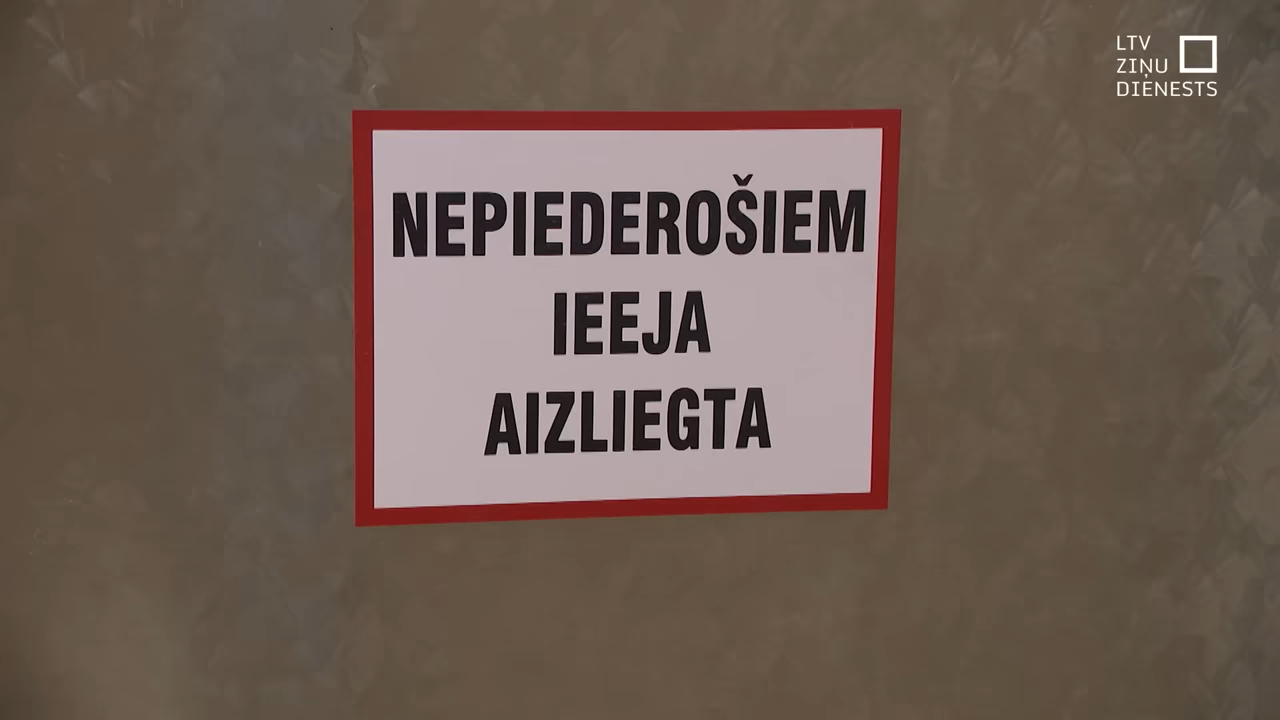 LTV
ZIŅU
DIENESTS
NEPIEDEROŠIEM
IEEJA
AIZLIEGTA